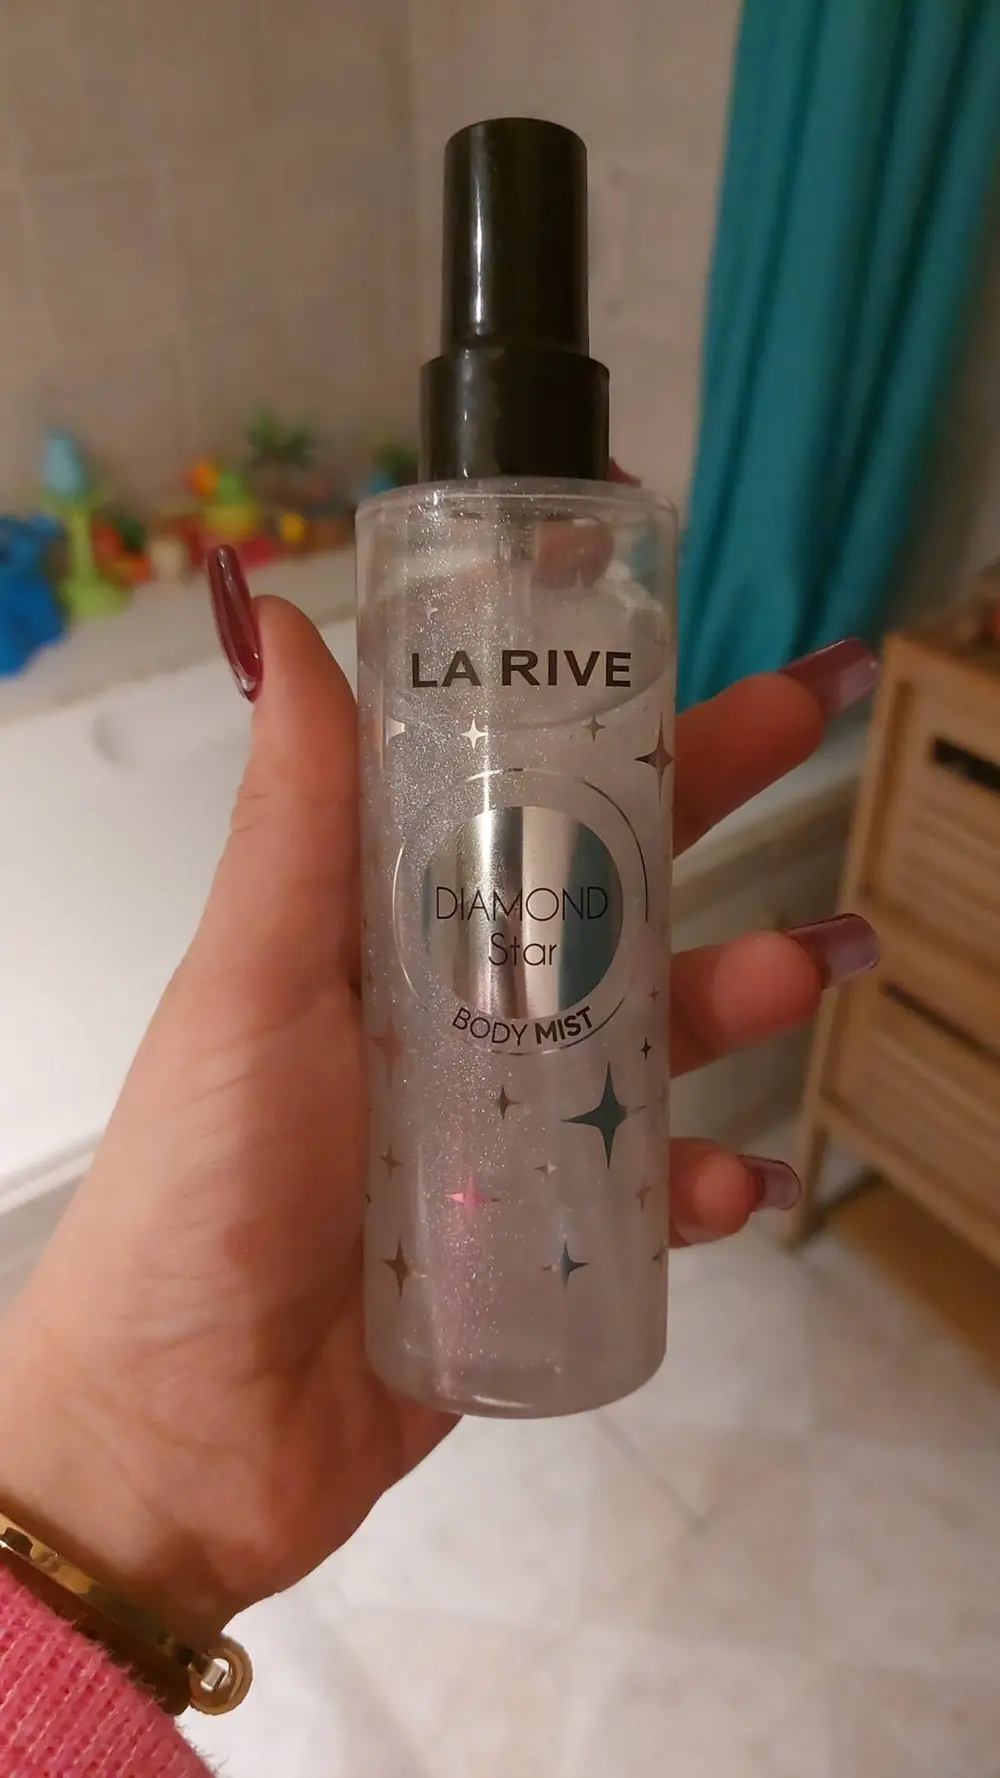 LA RIVE
DIAMOND
Star
BODY MIST